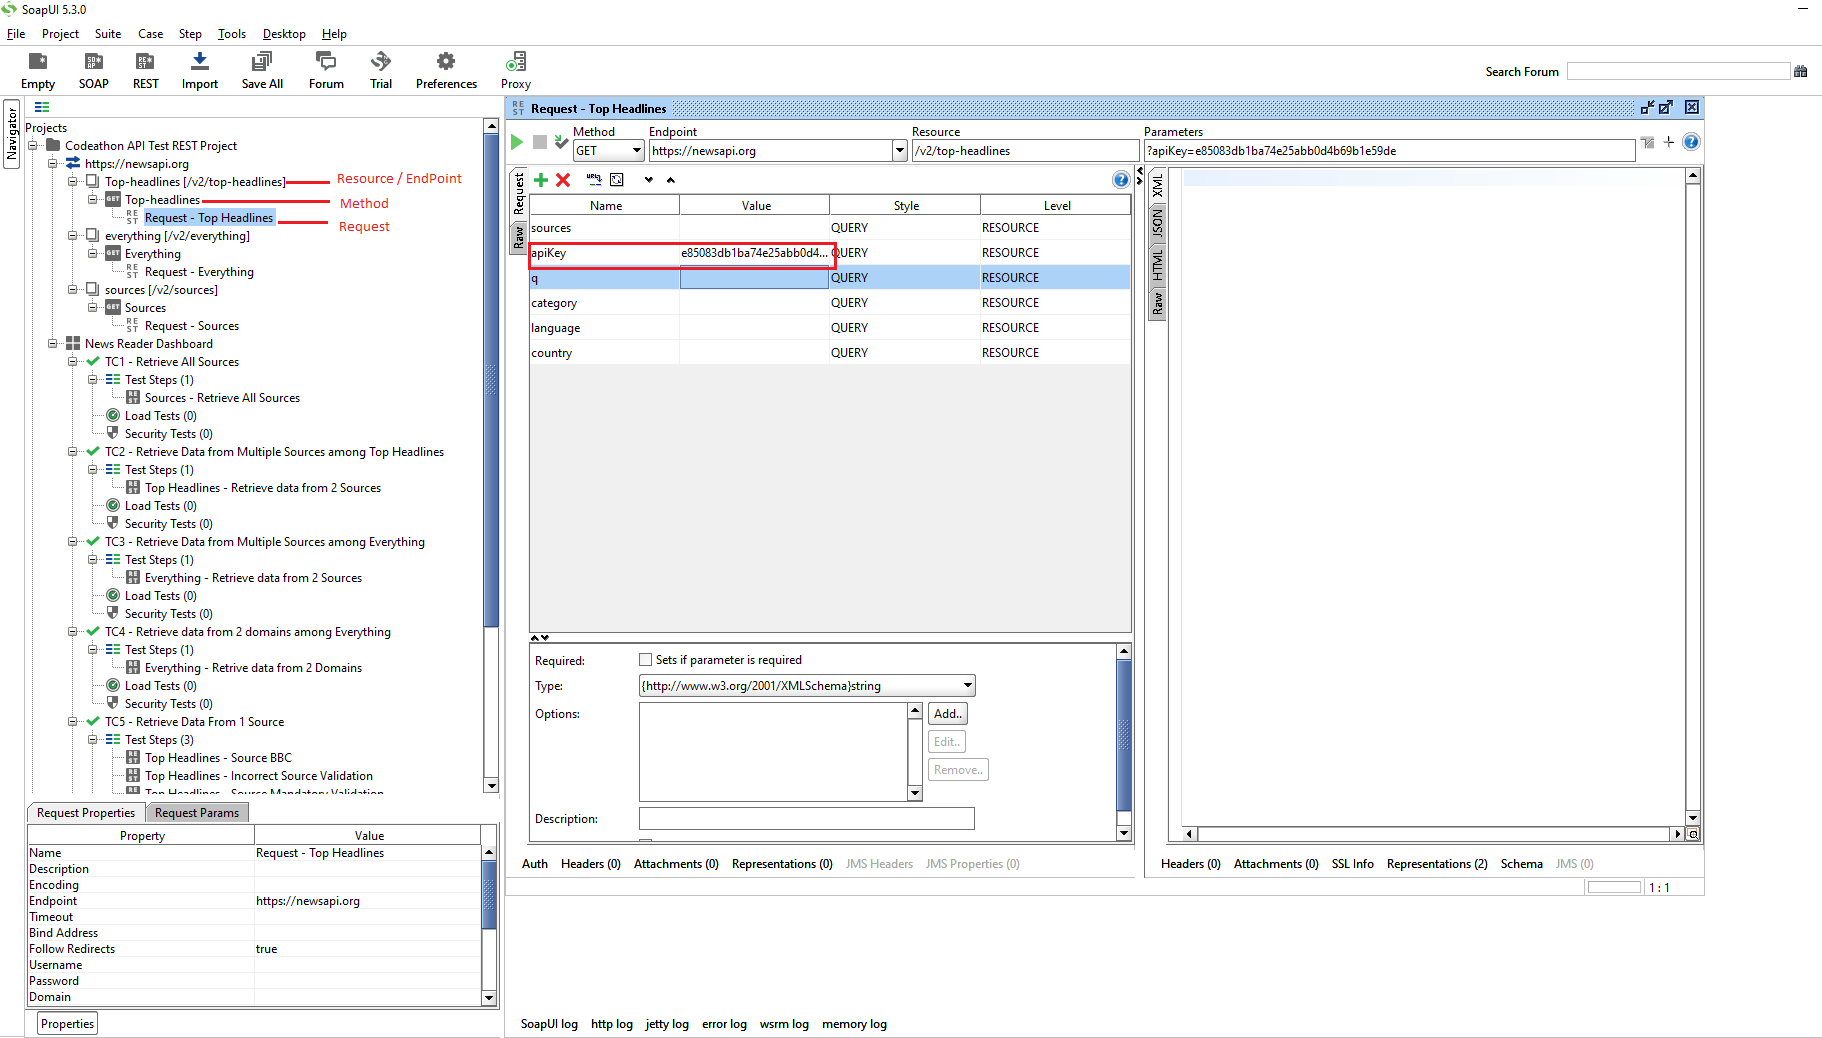 SoapUI 5.3.0
File Project Suite Case Step Tools Desktop Help
Empty SOAP REST Import Save All Forum Trial Preferences Proxy
Search Forum
Navigator
Projects
Codeathon API Test REST Project
https://newsapi.org
Top-headlines [/v2/top-headlines]
Resource / EndPoint
Top-headlines
Method
Request - Top Headlines
Request
everything [/v2/everything]
Everything
Request - Everything
sources [/v2/sources]
Sources
Request - Sources
News Reader Dashboard
TC1 - Retrieve All Sources
Test Steps (1)
Sources - Retrieve All Sources
Load Tests (0)
Security Tests (0)
TC2 - Retrieve Data from Multiple Sources among Top Headlines
Test Steps (1)
Top Headlines - Retrieve data from 2 Sources
Load Tests (0)
Security Tests (0)
TC3 - Retrieve Data from Multiple Sources among Everything
Test Steps (1)
Everything - Retrieve data from 2 Sources
Load Tests (0)
Security Tests (0)
TC4 - Retrieve data from 2 domains among Everything
Test Steps (1)
Everything - Retrive data from 2 Domains
Load Tests (0)
Security Tests (0)
TC5 - Retrieve Data From 1 Source
Test Steps (3)
Top Headlines - Source BBC
Top Headlines - Incorrect Source Validation
Top Headlines - Source Mandatory Validation
Request Properties Request Params
Property Value
Name Request - Top Headlines
Description
Encoding
Endpoint https://newsapi.org
Timeout
Bind Address
Follow Redirects true
Username
Password
Domain
Properties
Request - Top Headlines
Method Endpoint Resource Parameters
GET https://newsapi.org /v2/top-headlines ?apiKey=e85083db1ba74e25abb0d4b69b1e59de
Request
Raw
Name Value Style Level
sources QUERY RESOURCE
apiKey e85083db1ba74e25abb0d4... QUERY RESOURCE
q QUERY RESOURCE
category QUERY RESOURCE
language QUERY RESOURCE
country QUERY RESOURCE
Required: Sets if parameter is required
Type: {http://www.w3.org/2001/XMLSchema}string
Options: Add..
Edit..
Remove..
Description:
Auth Headers (0) Attachments (0) Representations (0) JMS Headers JMS Properties (0)
XML
JSON
HTML
Raw
Headers (0) Attachments (0) SSL Info Representations (2) Schema JMS (0)
1 : 1
SoapUI log http log jetty log error log wsrm log memory log